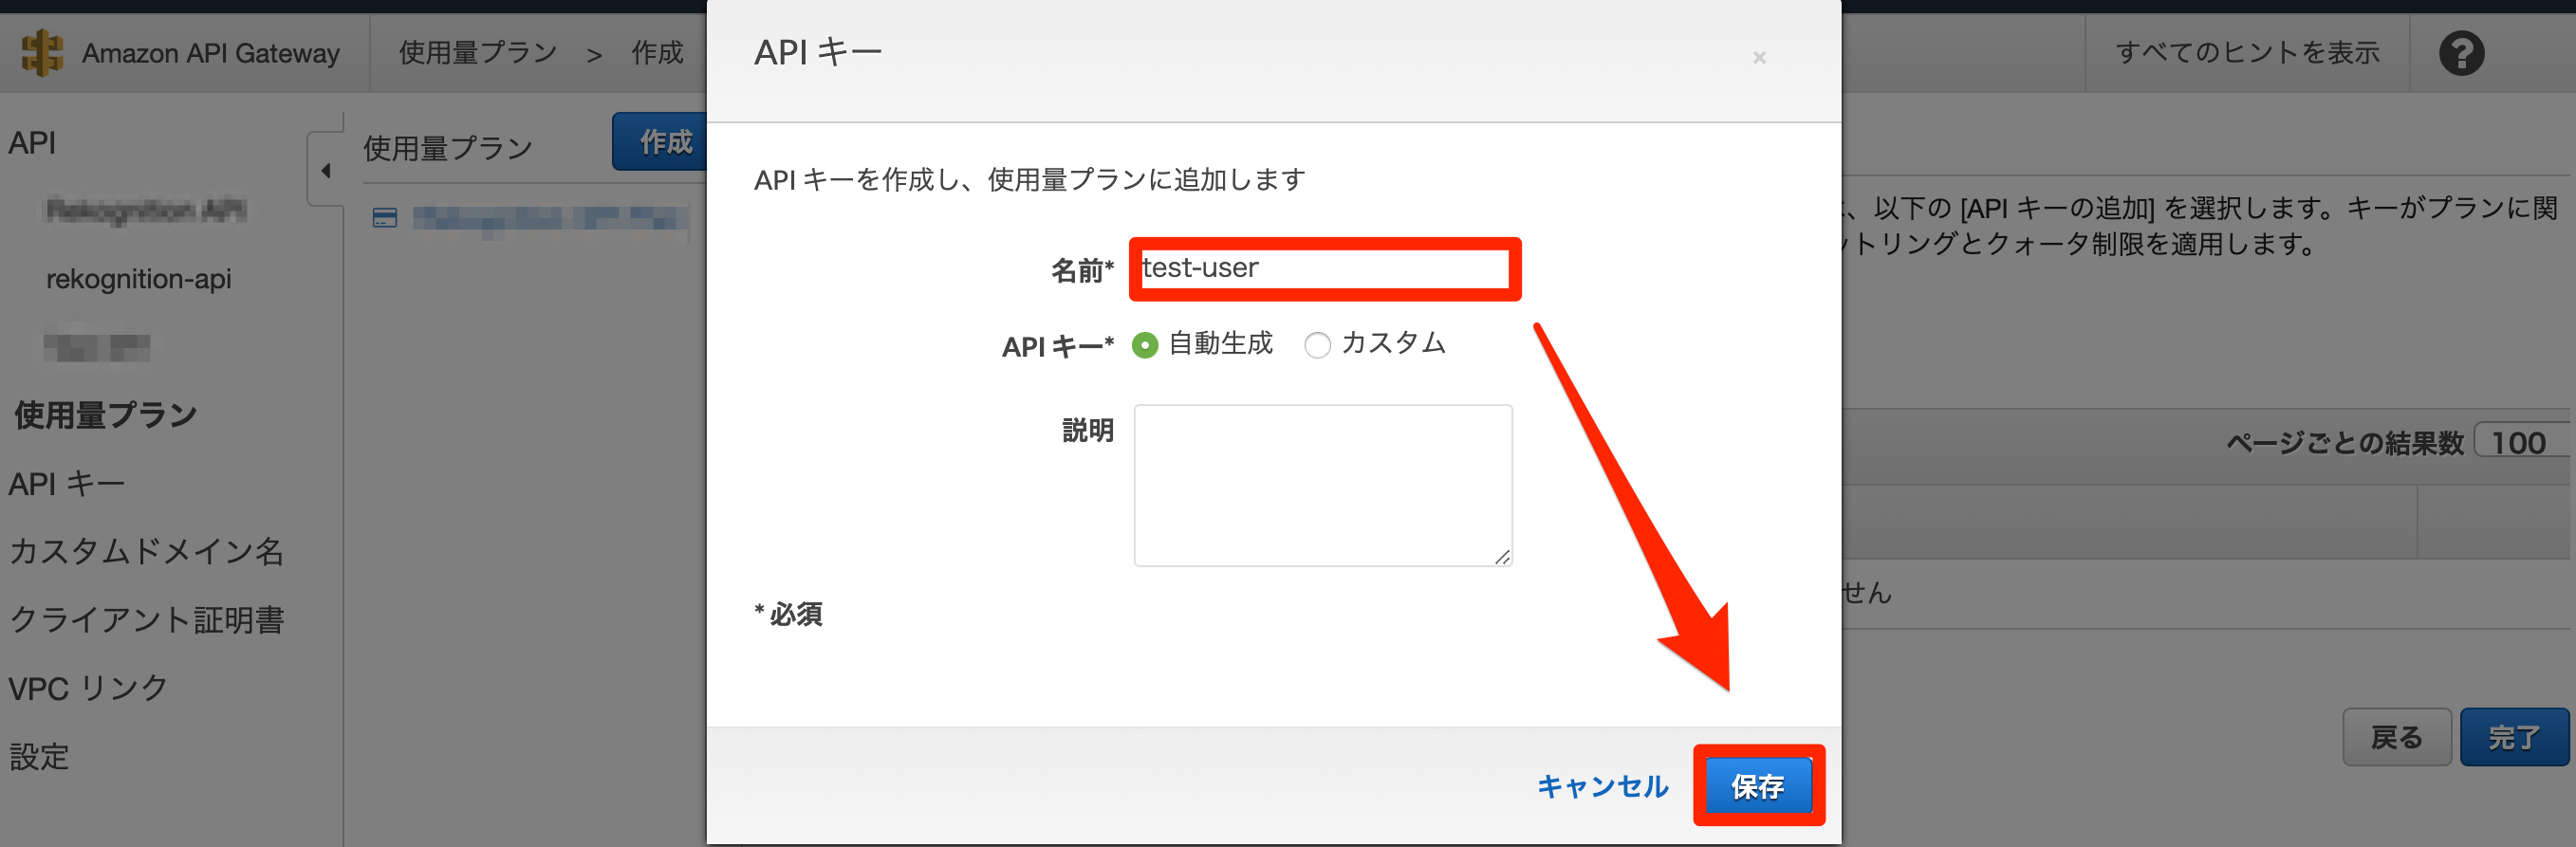 Amazon API Gateway
使用量プラン > 作成
すべてのヒントを表示
?
API
rekognition-api
使用量プラン
API キー
カスタムドメイン名
クライアント証明書
VPC リンク
設定
使用量プラン
作成
API キー
×
API キーを作成し、使用量プランに追加します
名前* test-user
API キー* 自動生成 カスタム
説明
* 必須
キャンセル 保存
、以下の [API キーの追加] を選択します。キーがプランに関
ットリングとクォータ制限を適用します。
ページごとの結果数 100
せん
戻る 完了